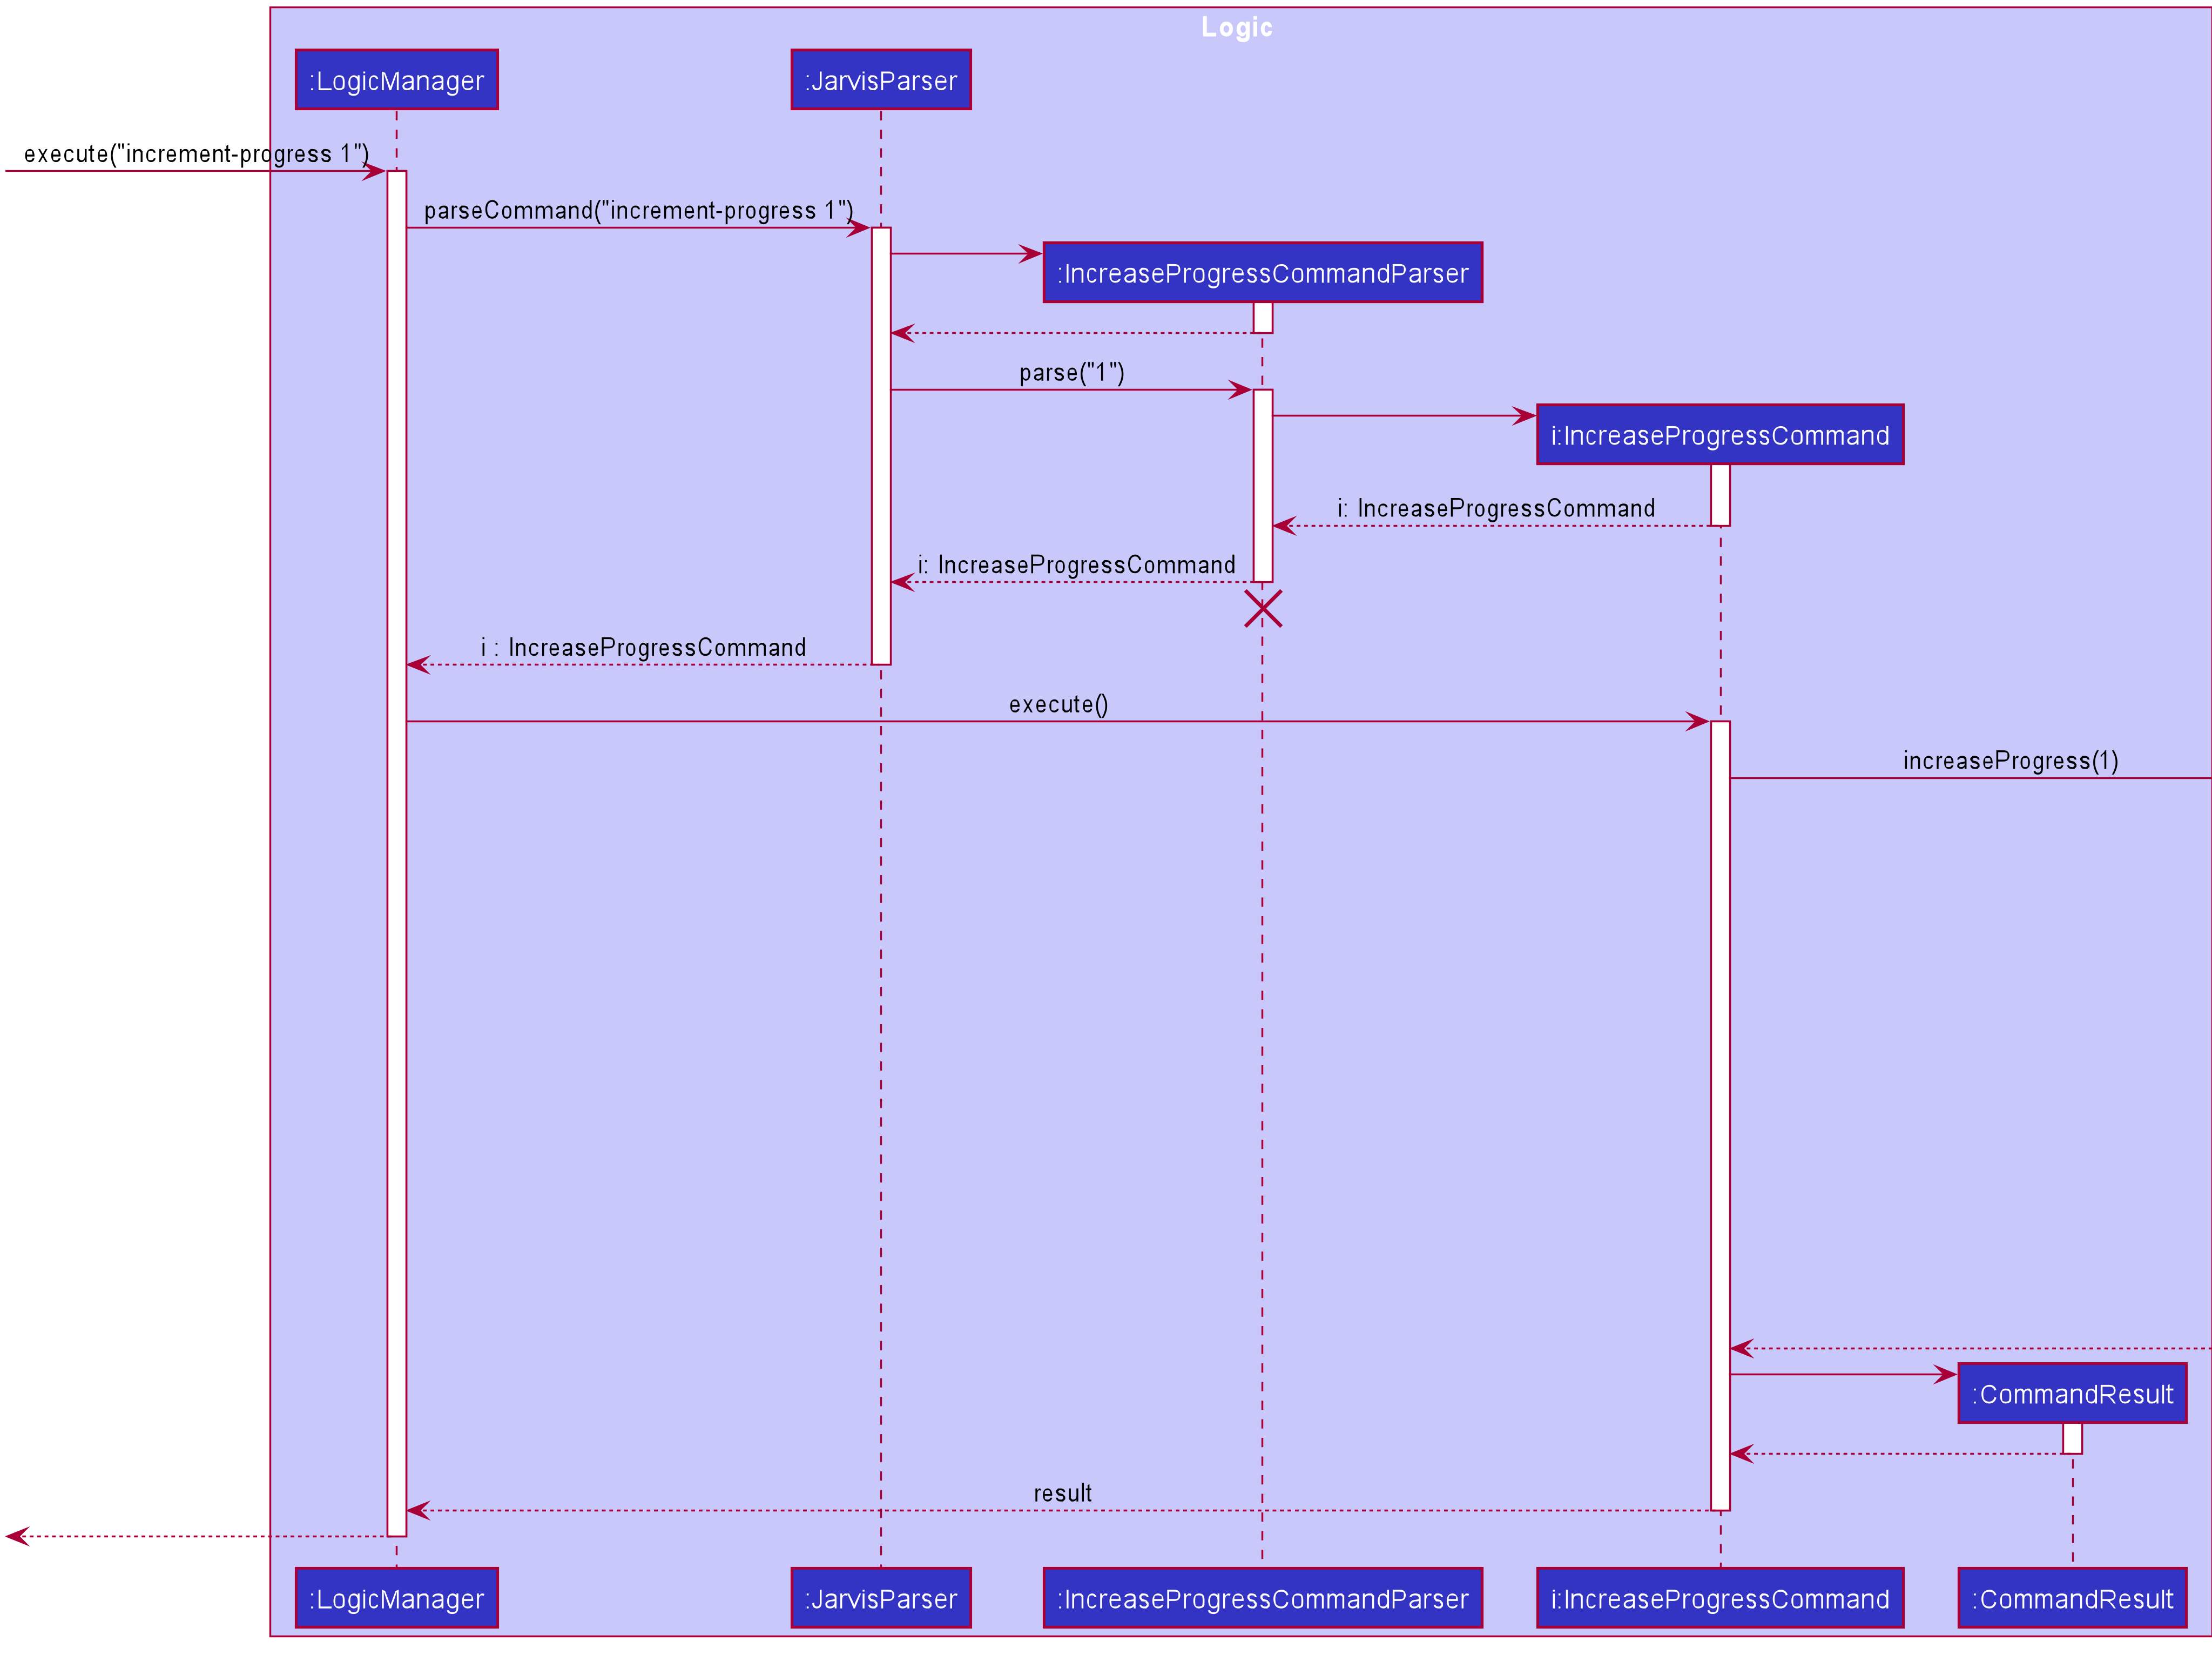 Logic
:LogicManager
:JarvisParser
execute("increment-progress 1")
parseCommand("increment-progress 1")
:IncreaseProgressCommandParser
parse("1")
i:IncreaseProgressCommand
i: IncreaseProgressCommand
i: IncreaseProgressCommand
i : IncreaseProgressCommand
execute()
increaseProgress(1)
:CommandResult
result
:LogicManager
:JarvisParser
:IncreaseProgressCommandParser
i:IncreaseProgressCommand
:CommandResult